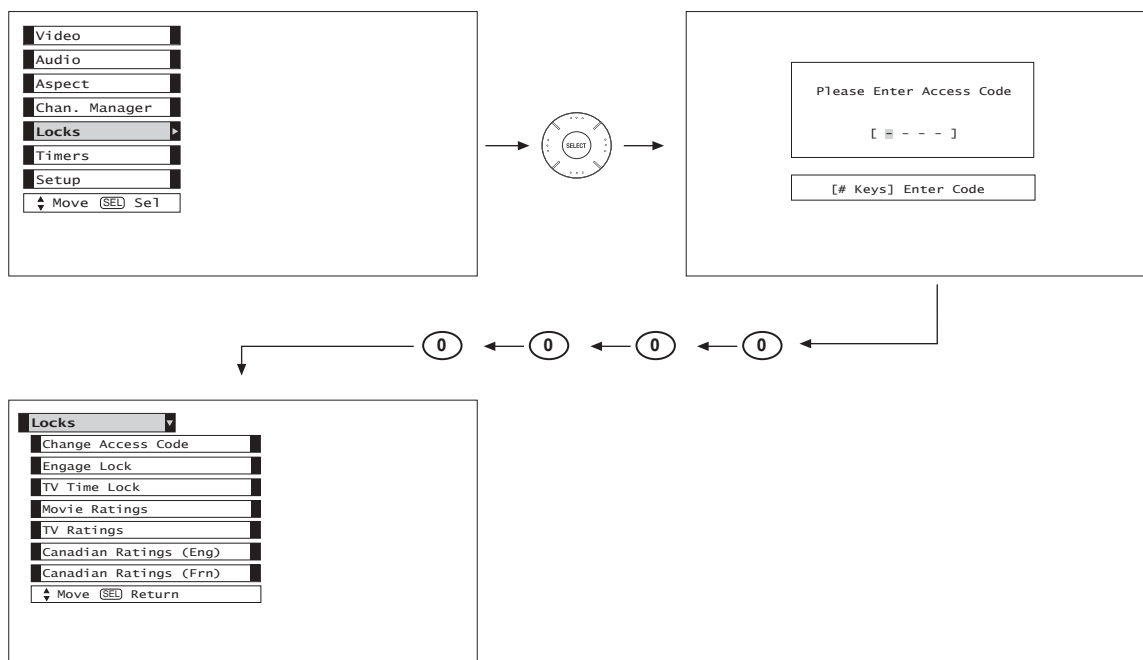 Video
Audio
Aspect
Chan. Manager
Locks
Timers
Setup
Move SEL Sel
SELECT
Please Enter Access Code
[ - - - - ]
[# Keys] Enter Code
0 0 0 0
Locks
Change Access Code
Engage Lock
TV Time Lock
Movie Ratings
TV Ratings
Canadian Ratings (Eng)
Canadian Ratings (Frn)
Move SEL Return